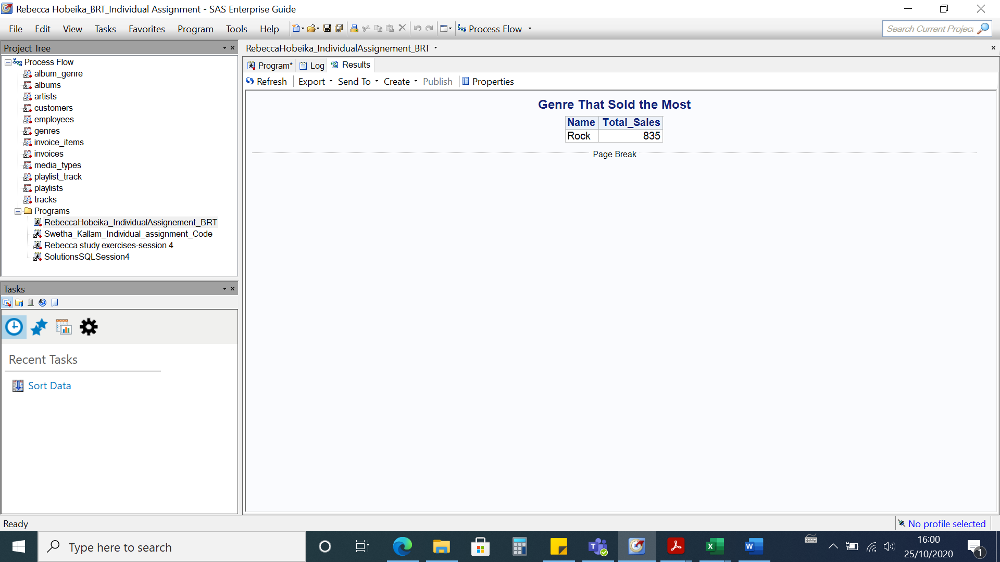 Rebecca Hobeika_BRT_Individual Assignment - SAS Enterprise Guide
File Edit View Tasks Favorites Program Tools Help Process Flow Search Current Project
Project Tree
Process Flow
album_genre
albums
artists
customers
employees
genres
invoice_items
invoices
media_types
playlist_track
playlists
tracks
Programs
RebeccaHobeika_IndividualAssignement_BRT
Swetha_Kallam_Individual_assignment_Code
Rebecca study exercises-session 4
SolutionsSQLSession4
Tasks
Recent Tasks
Sort Data
RebeccaHobeika_IndividualAssignement_BRT
Program* Log Results
Refresh Export Send To Create Publish Properties
Genre That Sold the Most
Name Total_Sales
Rock 835
Page Break
Ready
No profile selected
Type here to search
16:00
25/10/2020
1